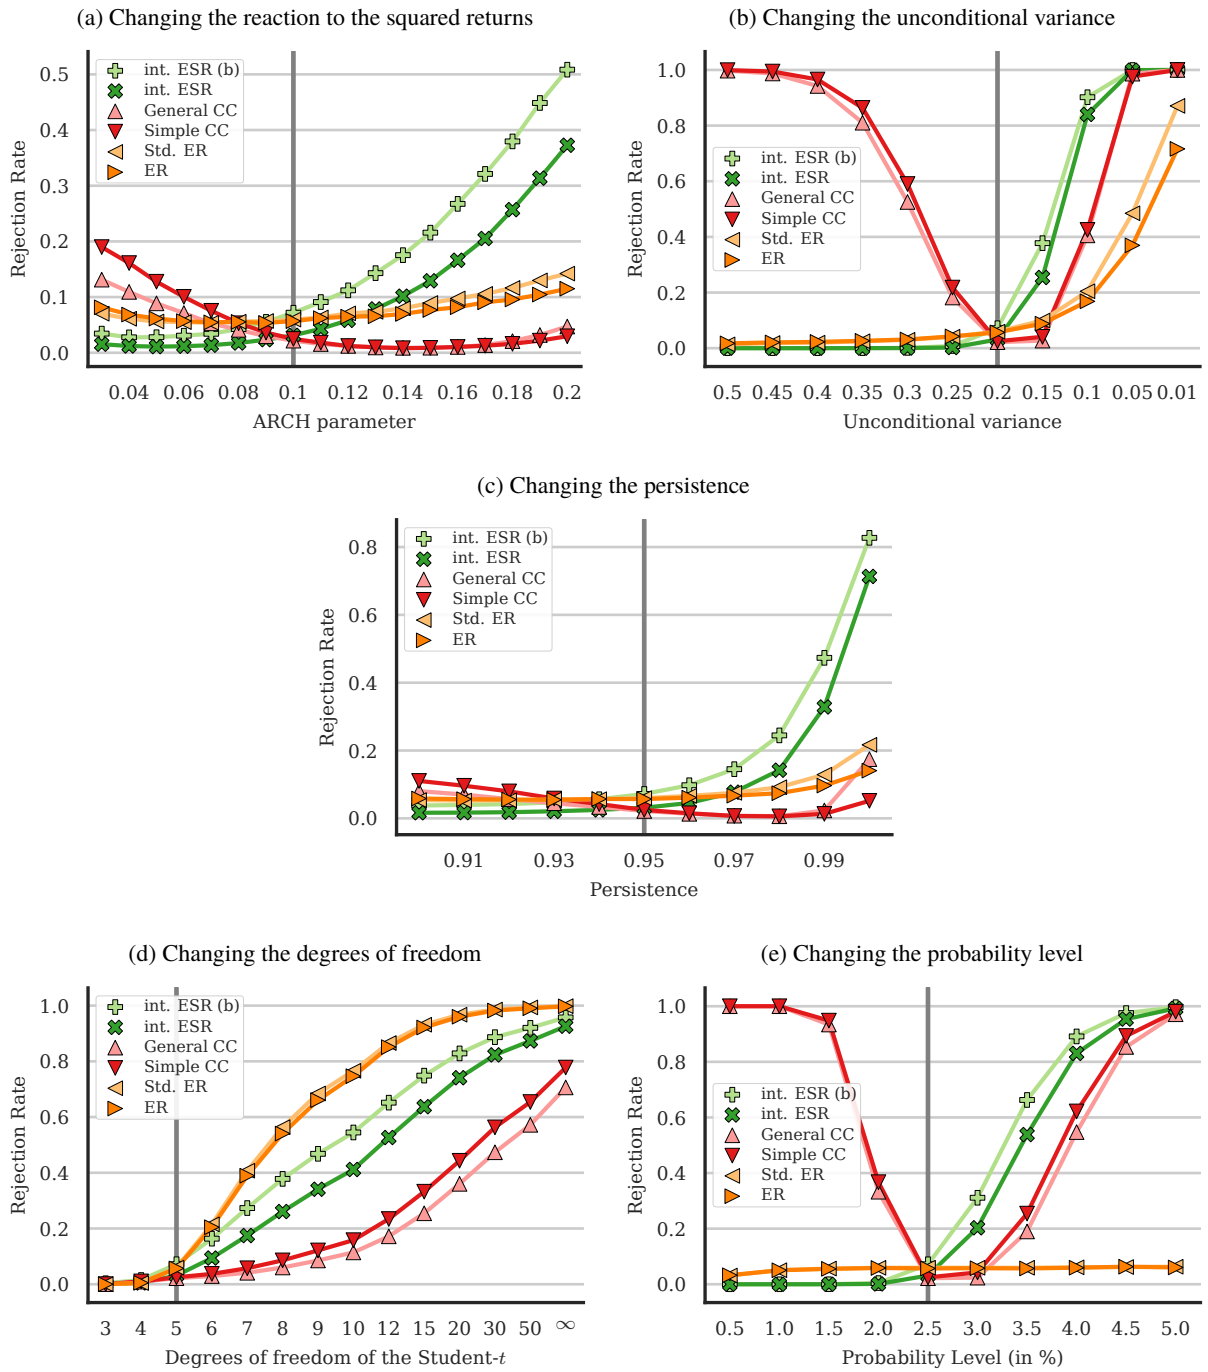 (a) Changing the reaction to the squared returns
0.5
0.4
0.3
0.2
0.1
0.0
Rejection Rate
int. ESR (b)
int. ESR
General CC
Simple CC
Std. ER
ER
0.04 0.06 0.08 0.1 0.12 0.14 0.16 0.18 0.2
ARCH parameter
(b) Changing the unconditional variance
1.0
0.8
0.6
0.4
0.2
0.0
Rejection Rate
int. ESR (b)
int. ESR
General CC
Simple CC
Std. ER
ER
0.5 0.45 0.4 0.35 0.3 0.25 0.2 0.15 0.1 0.05 0.01
Unconditional variance
(c) Changing the persistence
0.8
0.6
0.4
0.2
0.0
Rejection Rate
int. ESR (b)
int. ESR
General CC
Simple CC
Std. ER
ER
0.91 0.93 0.95 0.97 0.99
Persistence
(d) Changing the degrees of freedom
1.0
0.8
0.6
0.4
0.2
0.0
Rejection Rate
int. ESR (b)
int. ESR
General CC
Simple CC
Std. ER
ER
3 4 5 6 7 8 9 10 12 15 20 30 50 ∞
Degrees of freedom of the Student-t
(e) Changing the probability level
1.0
0.8
0.6
0.4
0.2
0.0
Rejection Rate
int. ESR (b)
int. ESR
General CC
Simple CC
Std. ER
ER
0.5 1.0 1.5 2.0 2.5 3.0 3.5 4.0 4.5 5.0
Probability Level (in %)